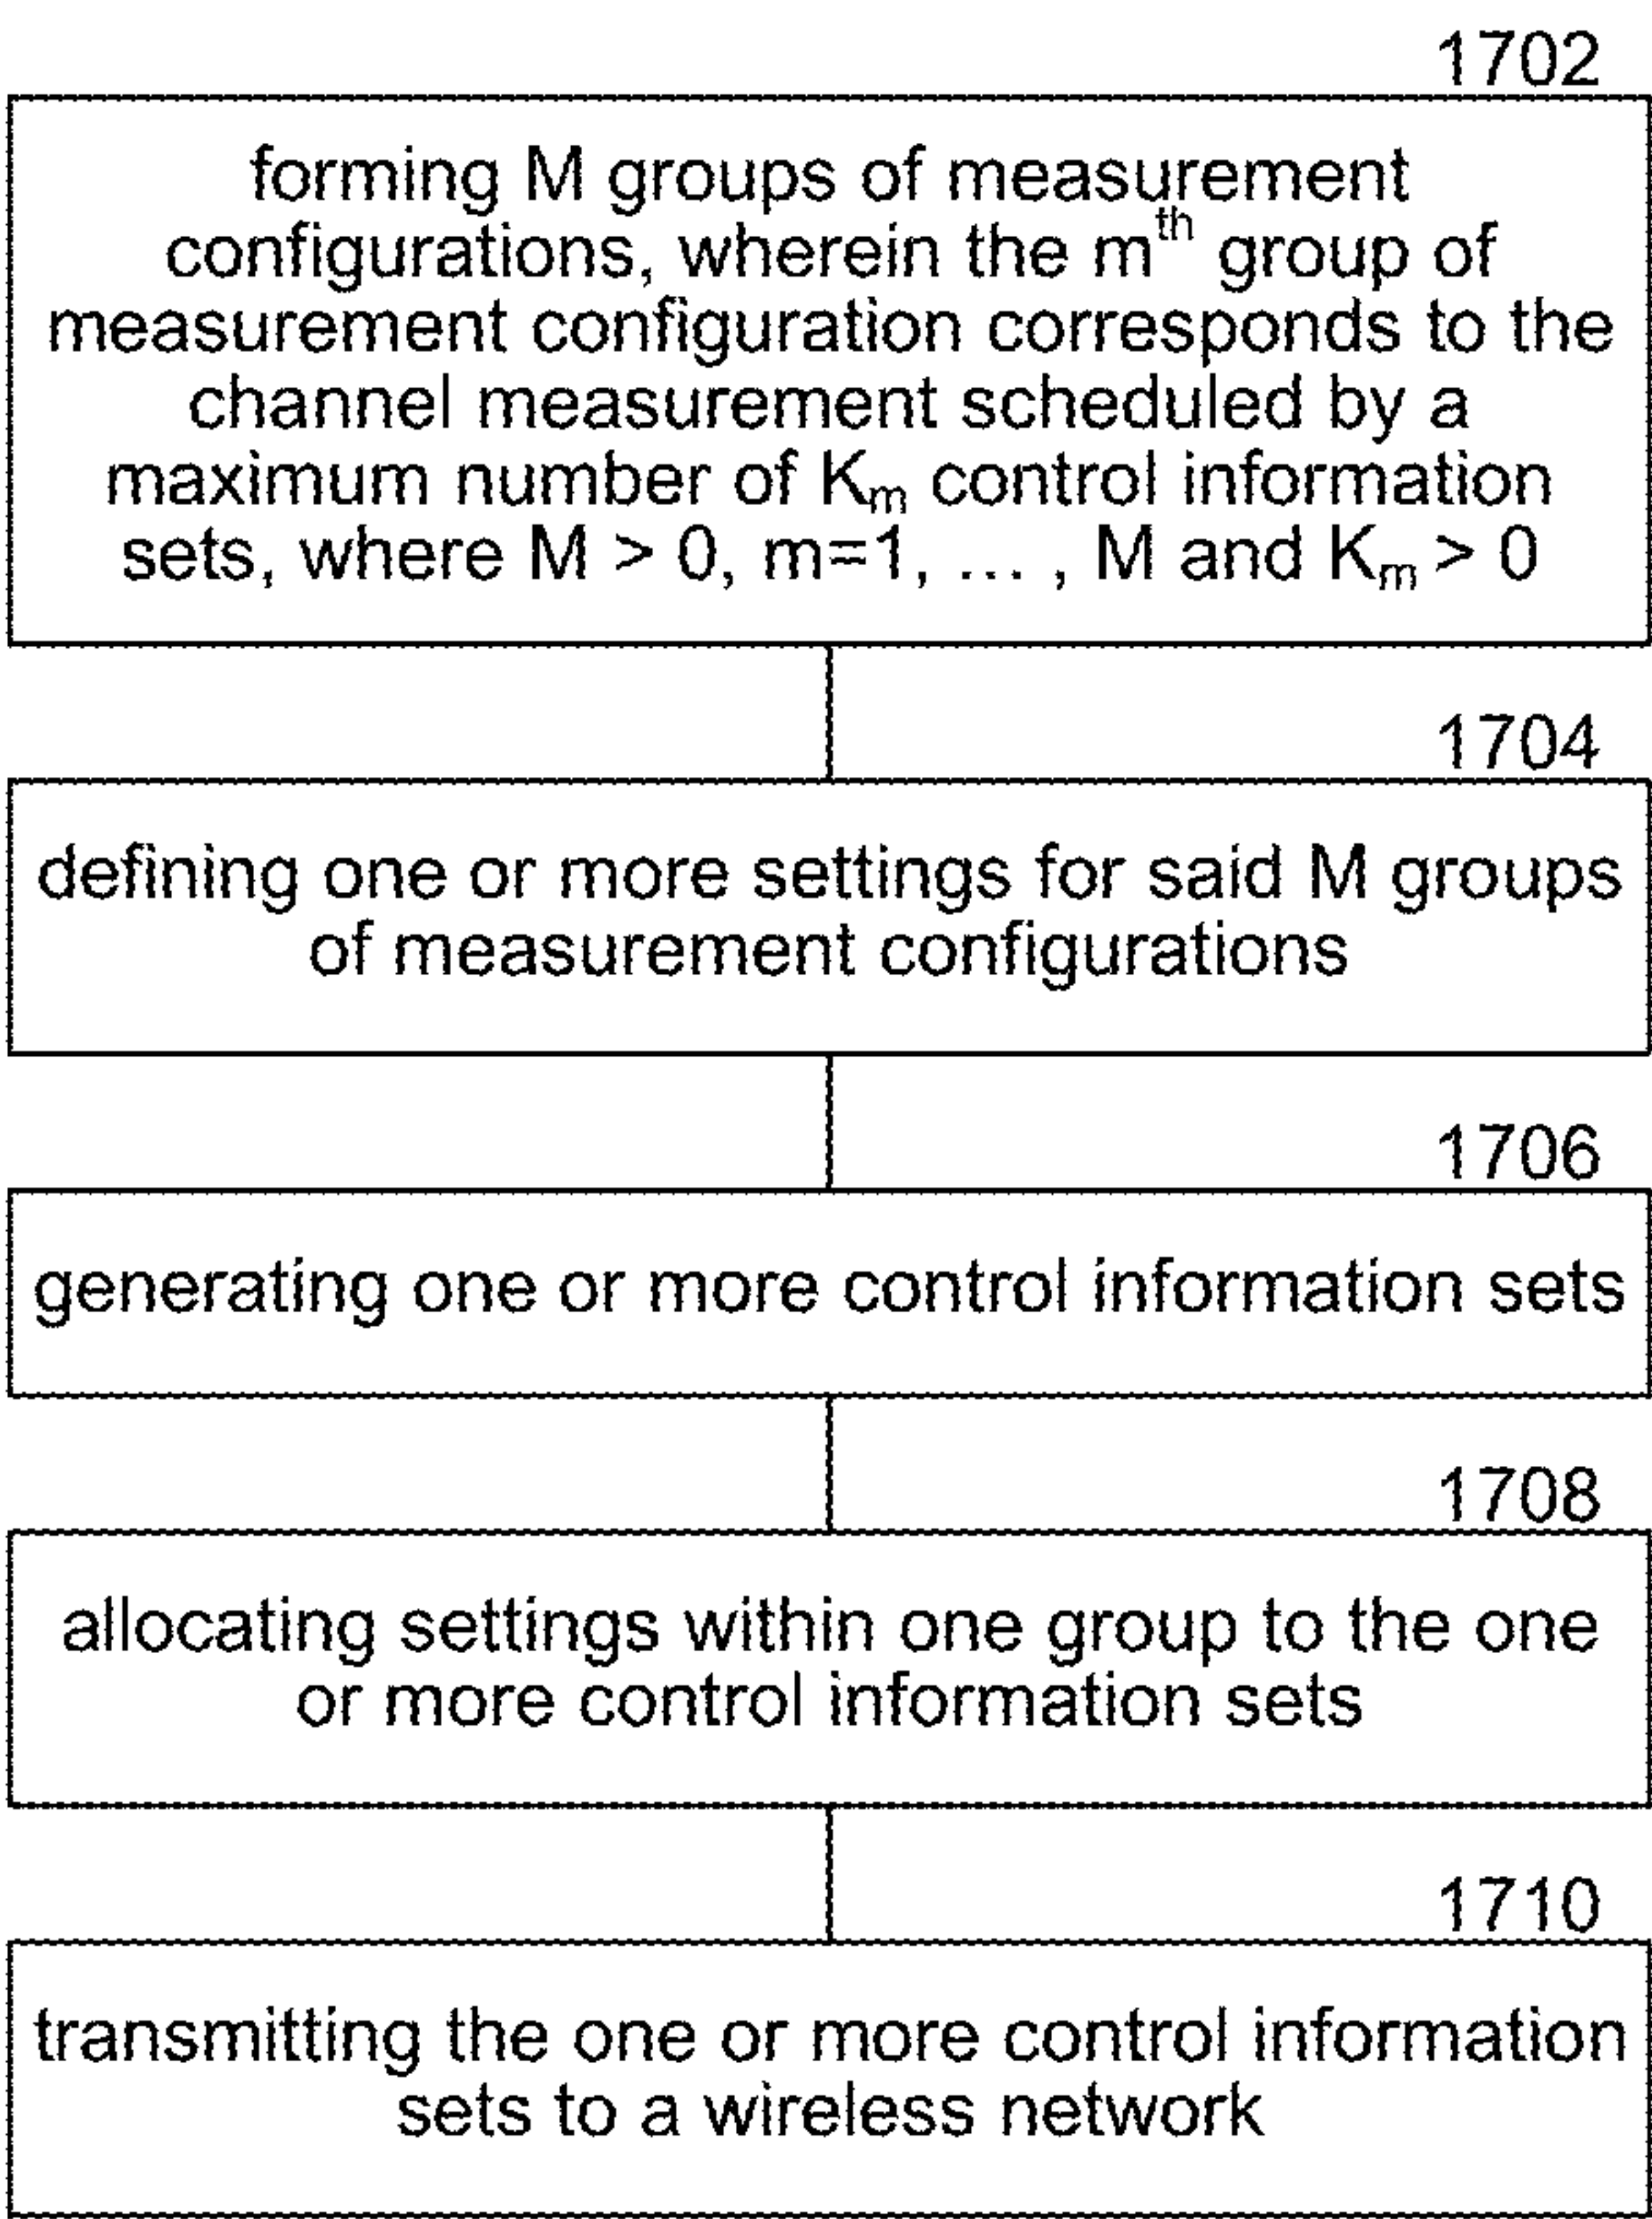 1702
forming M groups of measurement
configurations, wherein the mᵗʰ group of
measurement configuration corresponds to the
channel measurement scheduled by a
maximum number of Kₘ control information
sets, where M > 0, m=1, ... , M and Kₘ > 0
1704
defining one or more settings for said M groups
of measurement configurations
1706
generating one or more control information sets
1708
allocating settings within one group to the one
or more control information sets
1710
transmitting the one or more control information
sets to a wireless network